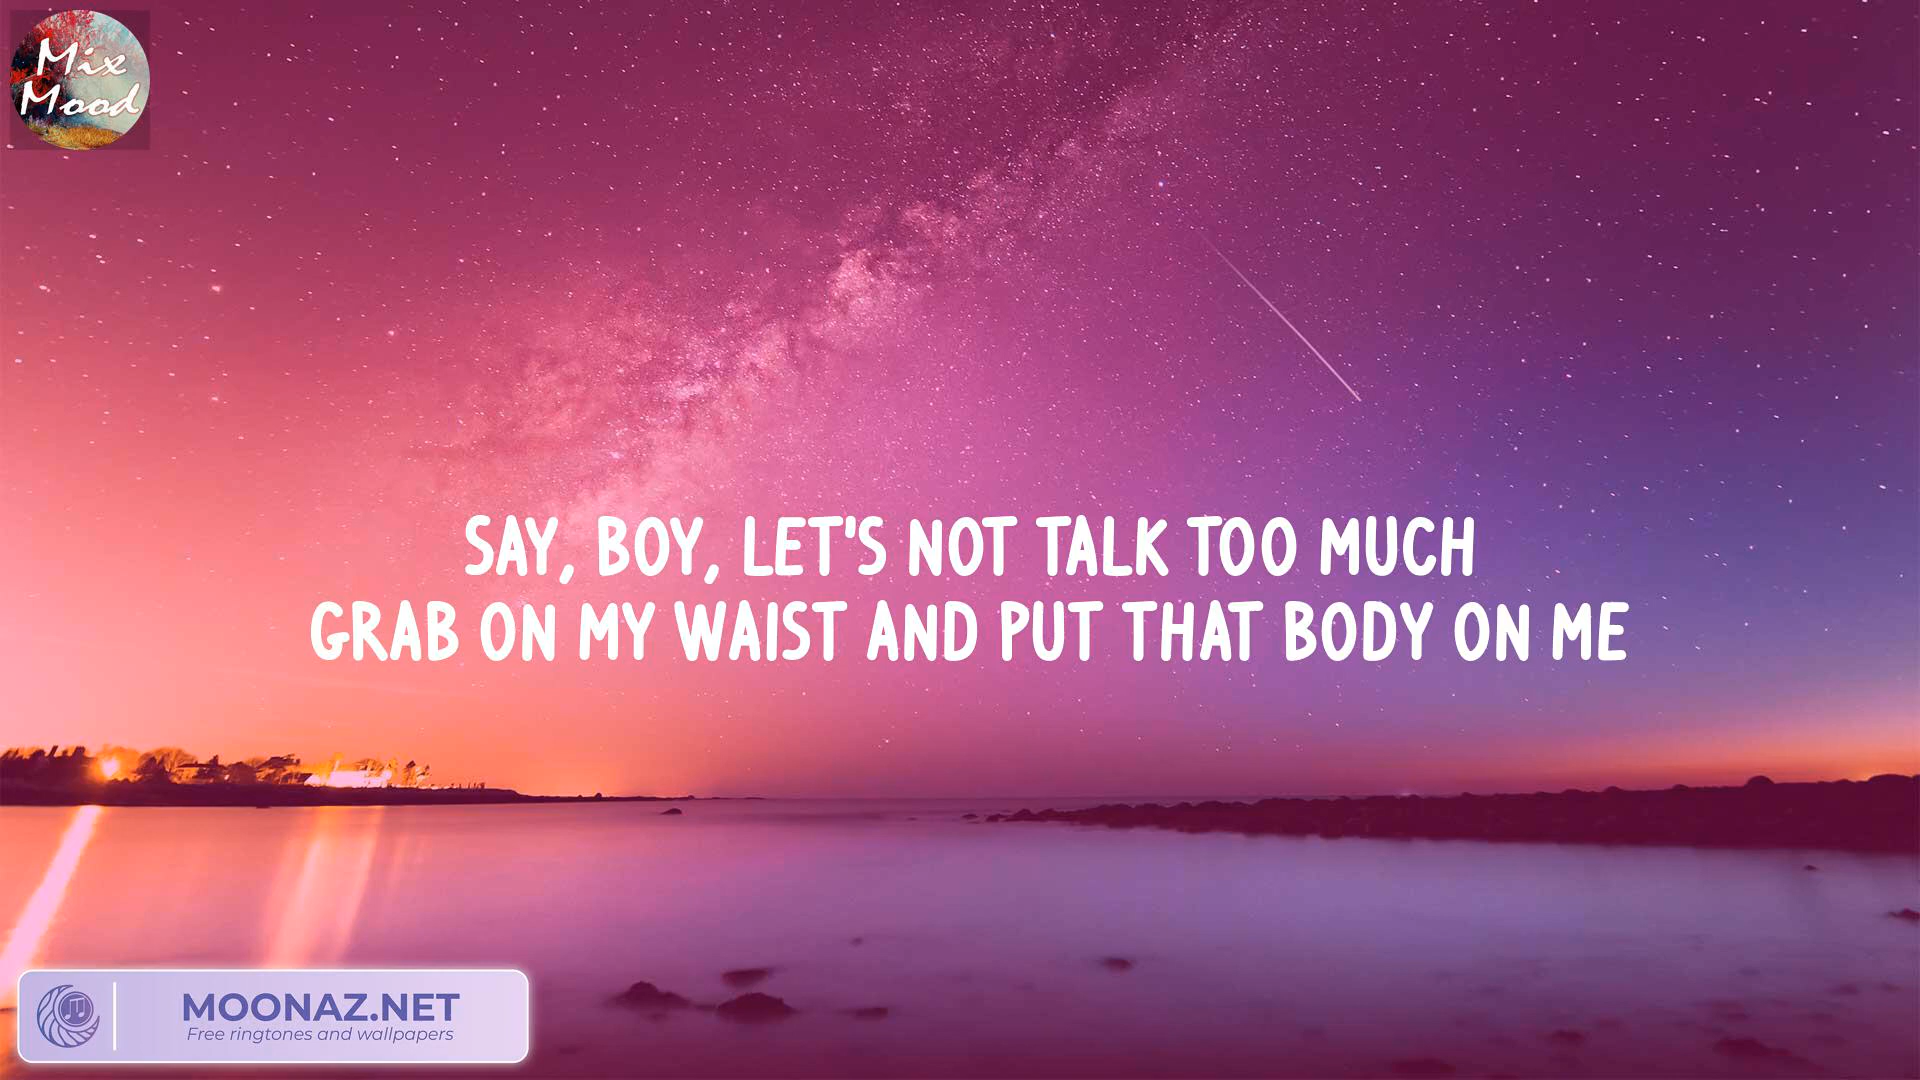 Mix
Mood
SAY, BOY, LET'S NOT TALK TOO MUCH
GRAB ON MY WAIST AND PUT THAT BODY ON ME
MOONAZ.NET
Free ringtones and wallpapers